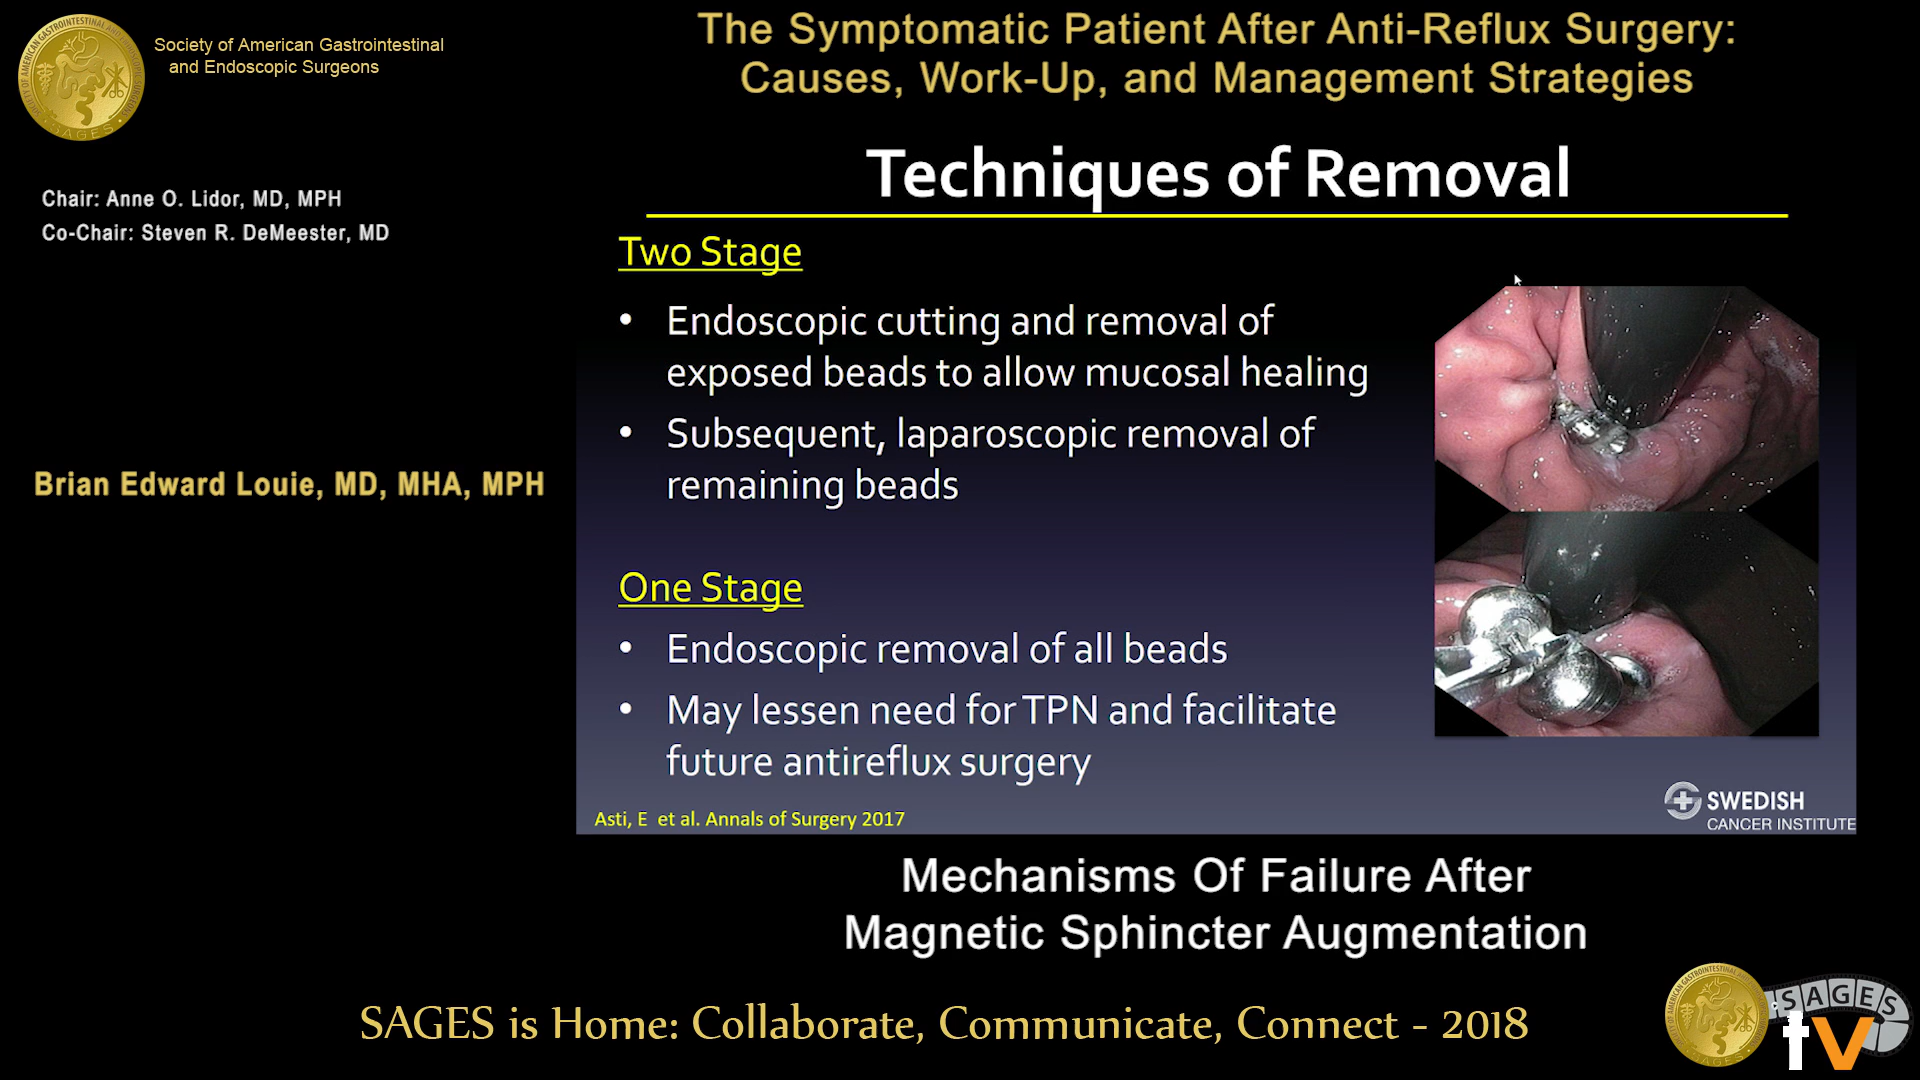 Society of American Gastrointestinal
and Endoscopic Surgeons
The Symptomatic Patient After Anti-Reflux Surgery:
Causes, Work-Up, and Management Strategies
Chair: Anne O. Lidor, MD, MPH
Co-Chair: Steven R. DeMeester, MD
Brian Edward Louie, MD, MHA, MPH
Techniques of Removal
Two Stage
• Endoscopic cutting and removal of
exposed beads to allow mucosal healing
• Subsequent, laparoscopic removal of
remaining beads
One Stage
• Endoscopic removal of all beads
• May lessen need for TPN and facilitate
future antireflux surgery
Asti, E et al. Annals of Surgery 2017
SWEDISH
CANCER INSTITUTE
Mechanisms Of Failure After
Magnetic Sphincter Augmentation
SAGES is Home: Collaborate, Communicate, Connect - 2018
SAGES
tv